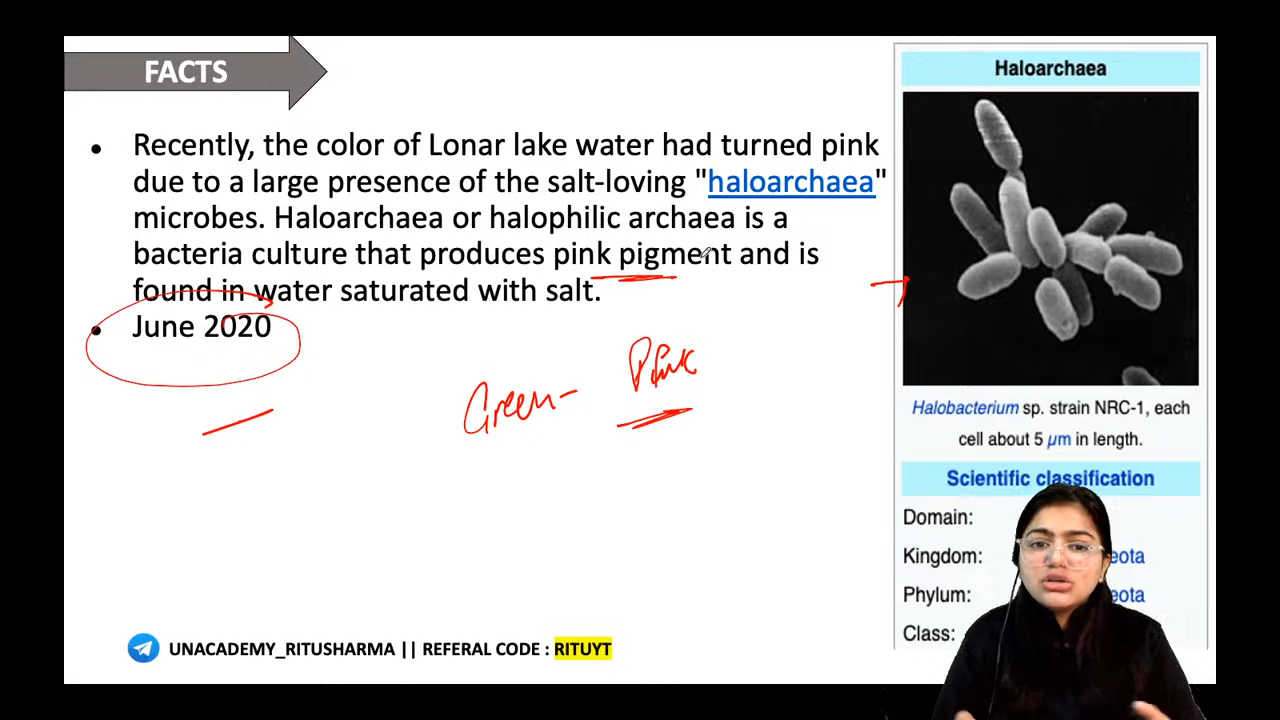 FACTS
Recently, the color of Lonar lake water had turned pink
due to a large presence of the salt-loving "haloarchaea"
microbes. Haloarchaea or halophilic archaea is a
bacteria culture that produces pink pigment and is
found in water saturated with salt.
June 2020
Green- Pink
UNACADEMY_RITUSHARMA || REFERAL CODE : RITUYT
Haloarchaea
Halobacterium sp. strain NRC-1, each
cell about 5 μm in length.
Scientific classification
Domain:
Kingdom: eota
Phylum: eota
Class: